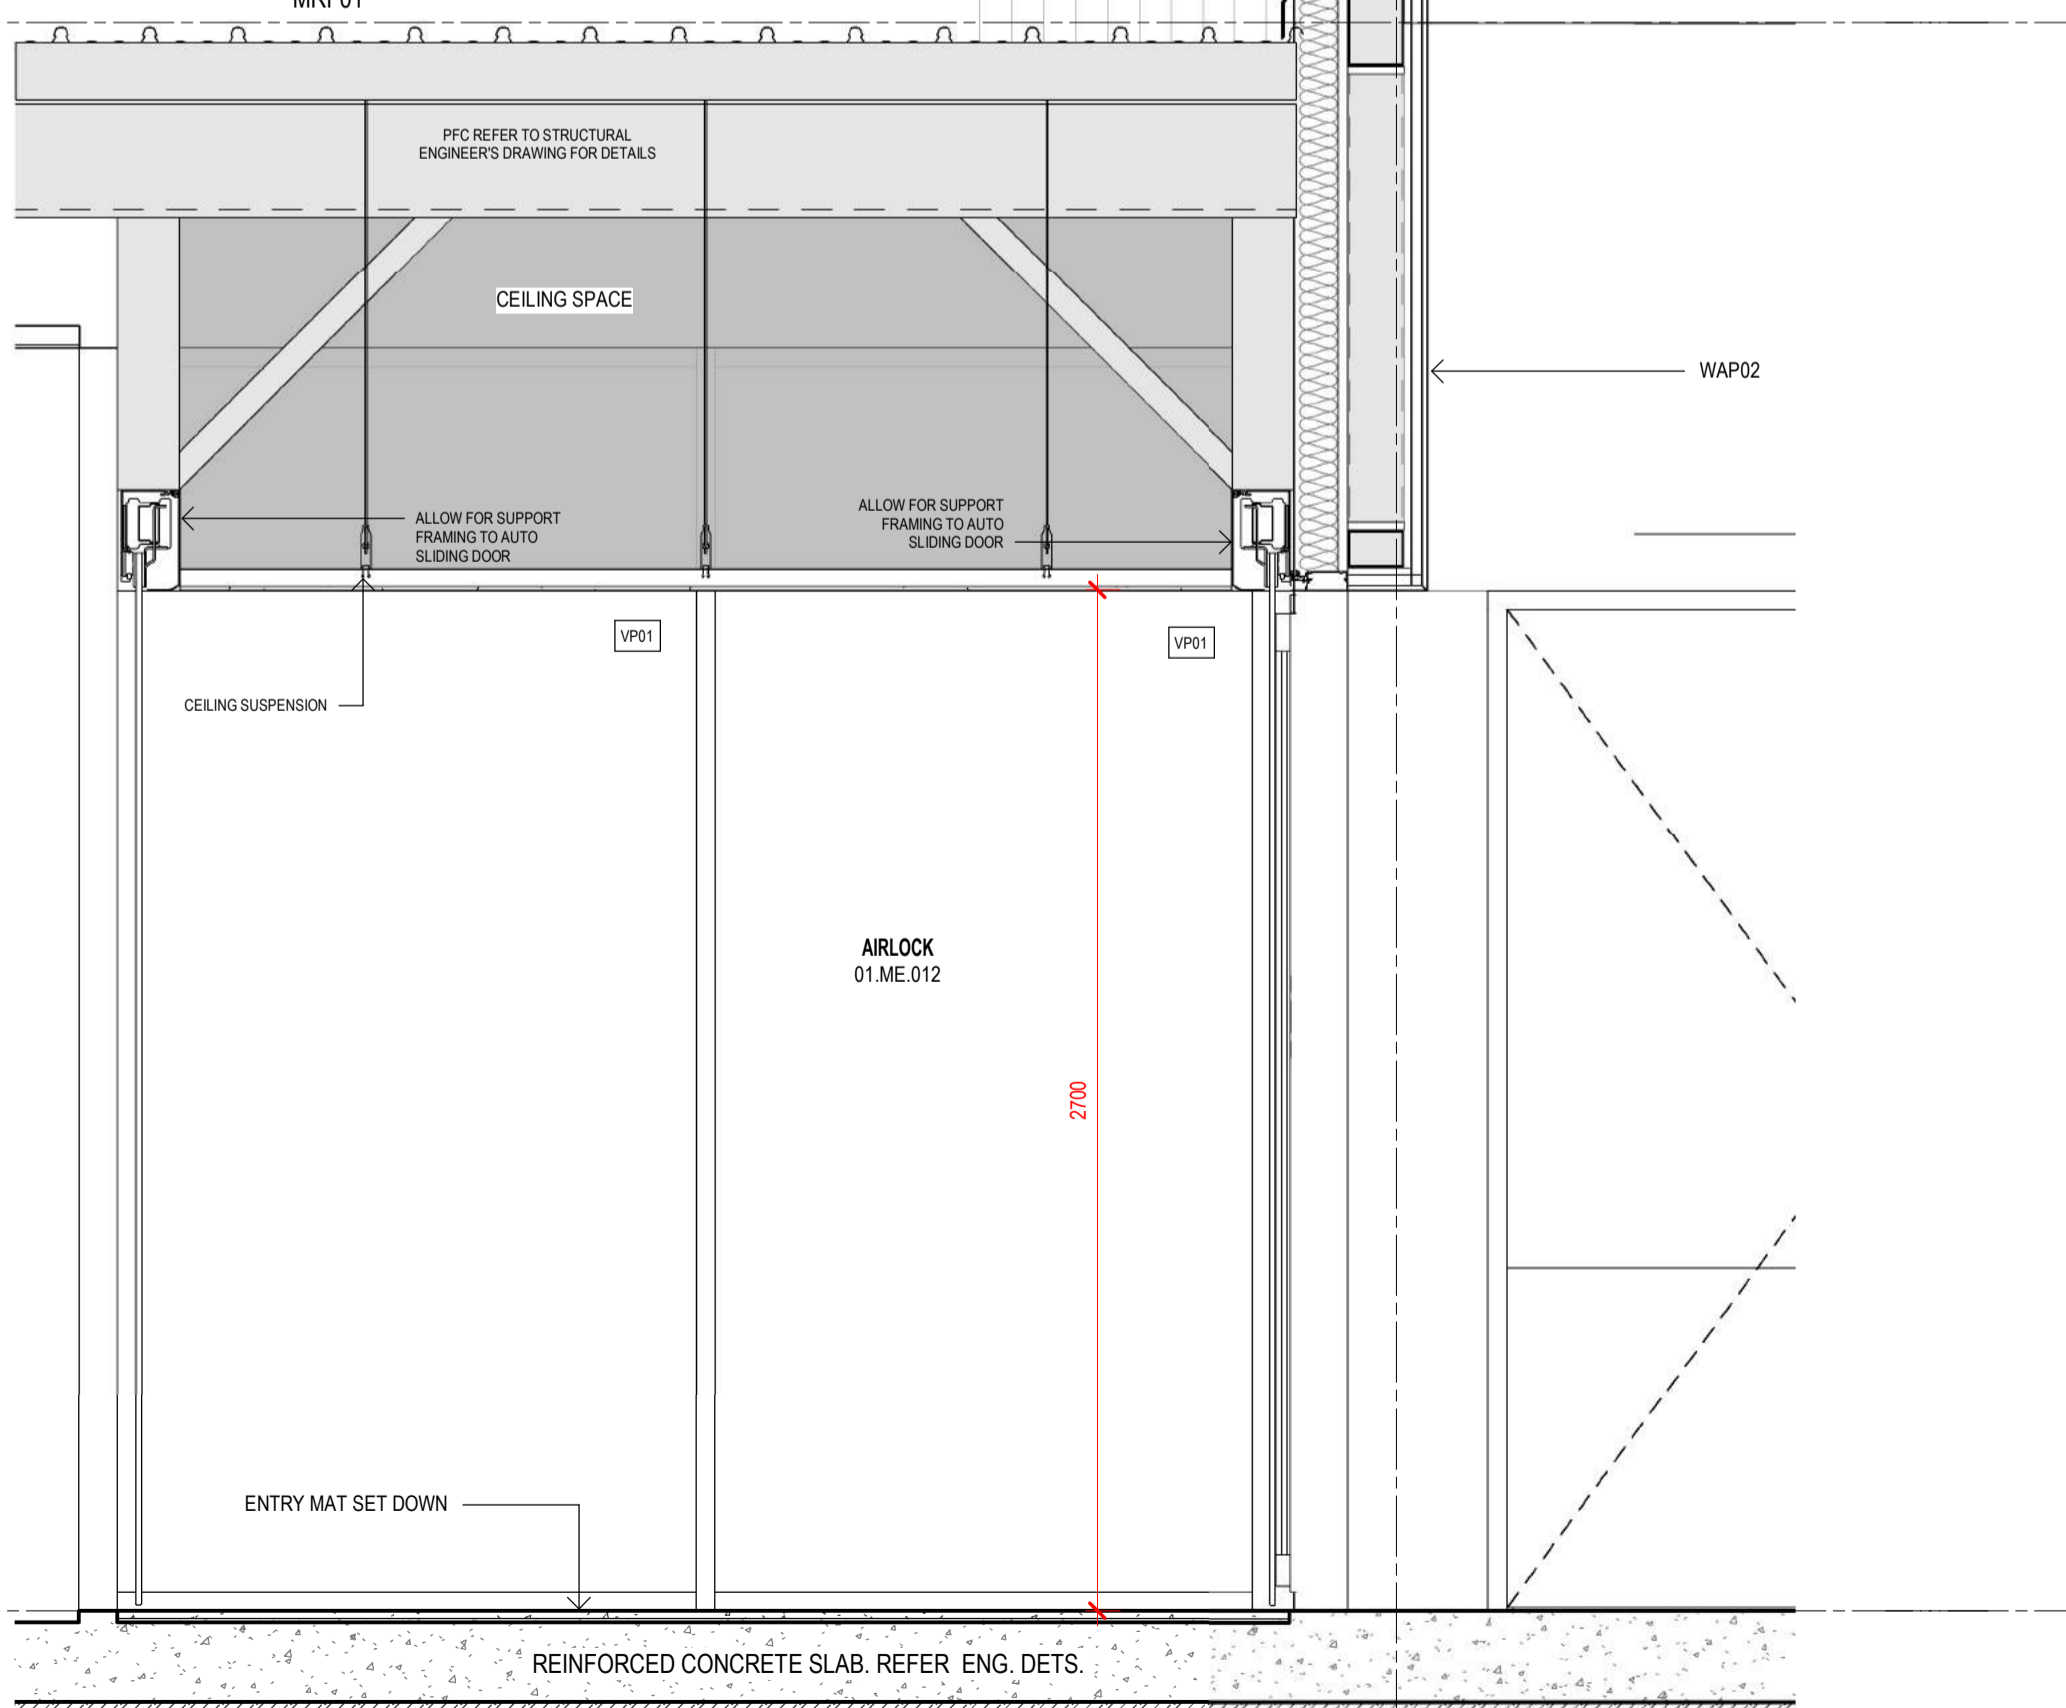 MRF01
PFC REFER TO STRUCTURAL
ENGINEER'S DRAWING FOR DETAILS
CEILING SPACE
WAP02
ALLOW FOR SUPPORT
FRAMING TO AUTO
SLIDING DOOR
ALLOW FOR SUPPORT
FRAMING TO AUTO
SLIDING DOOR
VP01
VP01
CEILING SUSPENSION
AIRLOCK
01.ME.012
2700
ENTRY MAT SET DOWN
REINFORCED CONCRETE SLAB. REFER ENG. DETS.